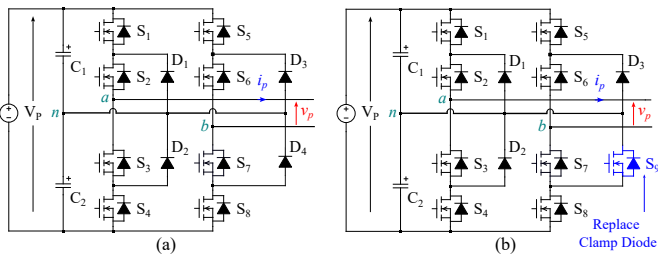 S1
S5
C1
D1
D3
S2
S6
ip
a
VP
n
vp
b
D2
D4
S3
S7
C2
S4
S8
(a)
S1
S5
C1
D1
D3
S2
S6
ip
a
VP
n
vp
b
D2
S3
S7
S9
C2
S4
S8
Replace
Clamp Diode
(b)